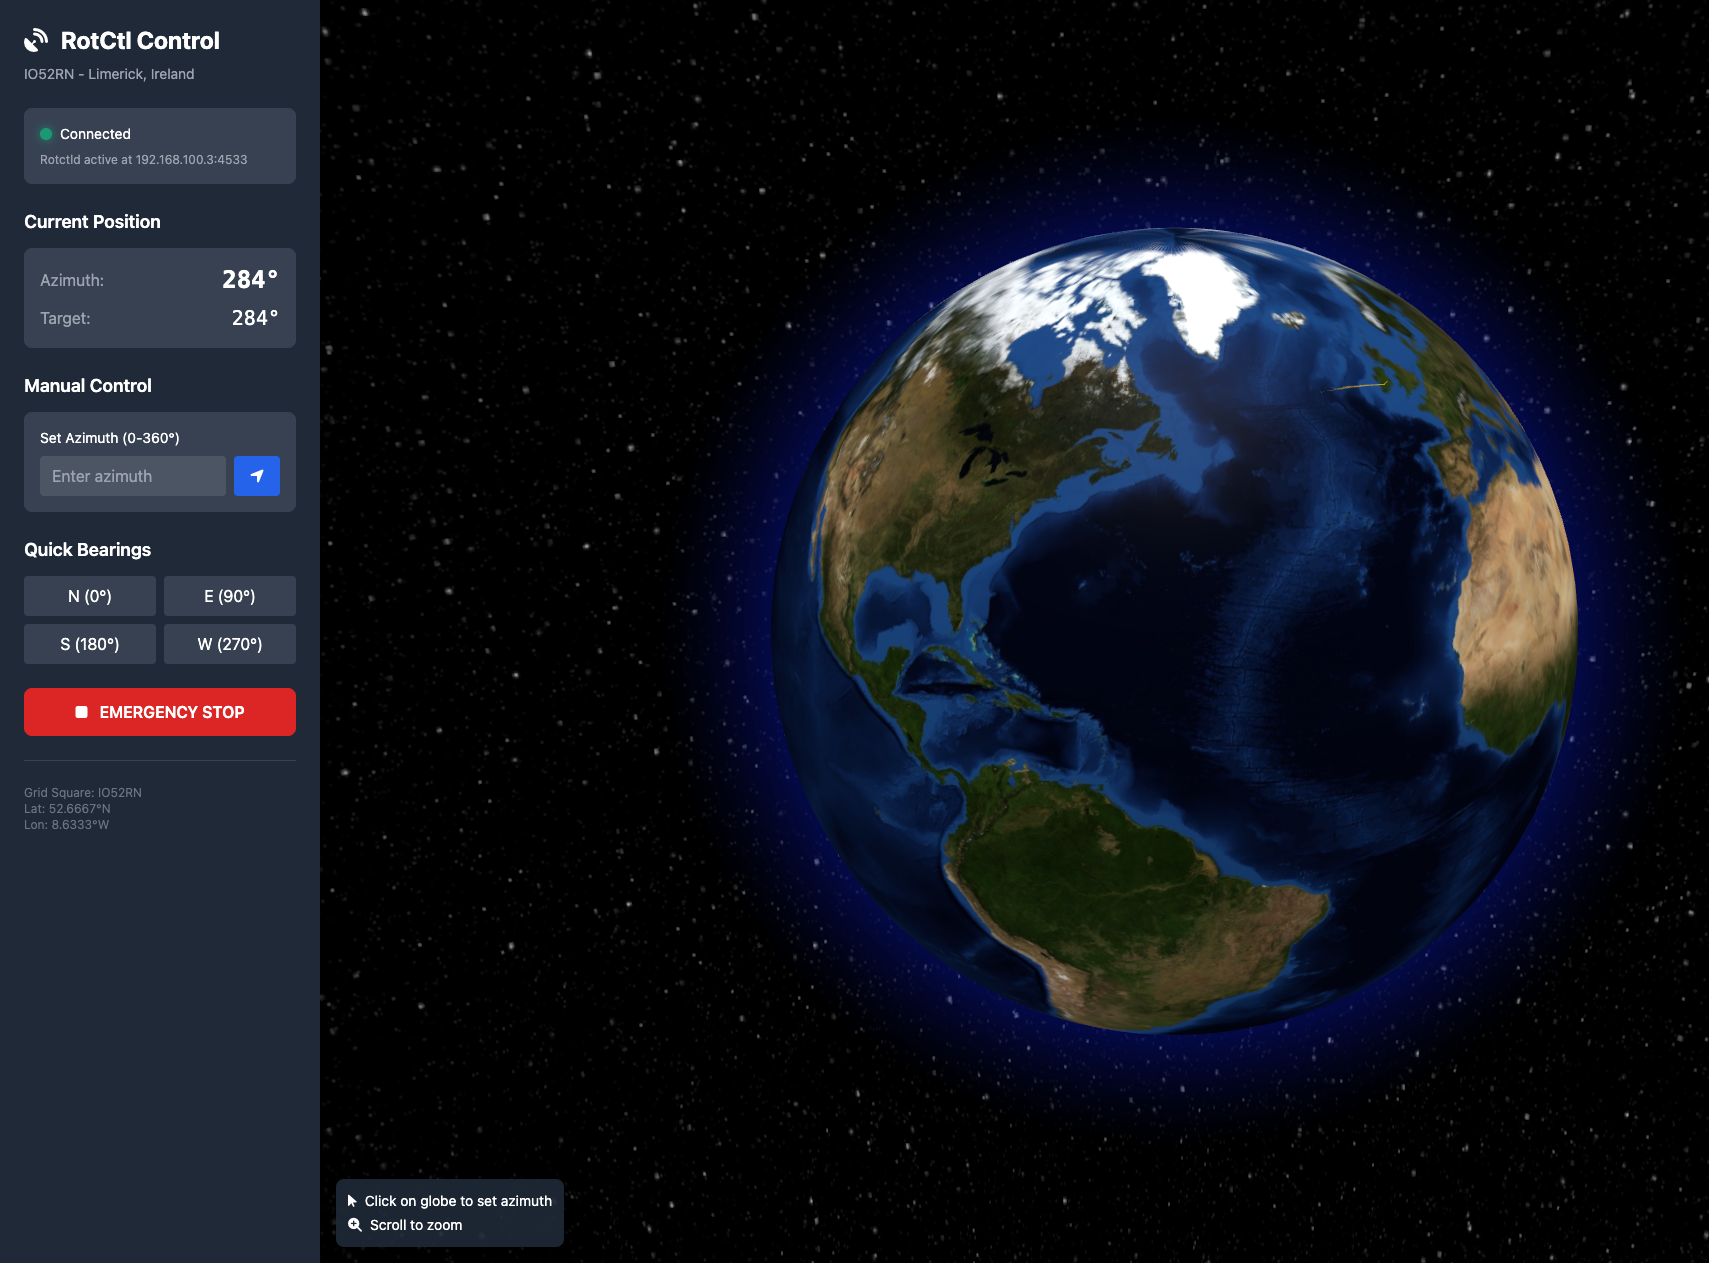 RotCtl Control
IO52RN - Limerick, Ireland
Connected
Rotctld active at 192.168.100.3:4533
Current Position
Azimuth: 284°
Target: 284°
Manual Control
Set Azimuth (0-360°)
Enter azimuth
Quick Bearings
N (0°) E (90°)
S (180°) W (270°)
EMERGENCY STOP
Grid Square: IO52RN
Lat: 52.6667°N
Lon: 8.6333°W
Click on globe to set azimuth
Scroll to zoom